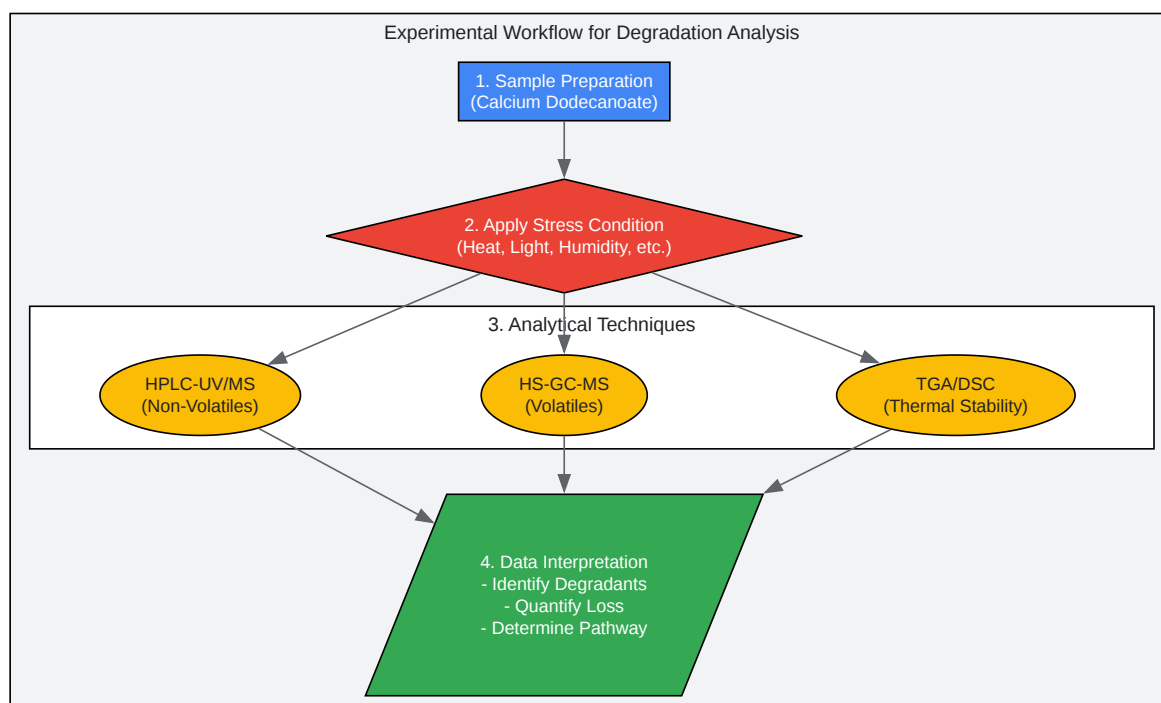 Experimental Workflow for Degradation Analysis
1. Sample Preparation
(Calcium Dodecanoate)
2. Apply Stress Condition
(Heat, Light, Humidity, etc.)
3. Analytical Techniques
HPLC-UV/MS
(Non-Volatiles)
HS-GC-MS
(Volatiles)
TGA/DSC
(Thermal Stability)
4. Data Interpretation
- Identify Degradants
- Quantify Loss
- Determine Pathway